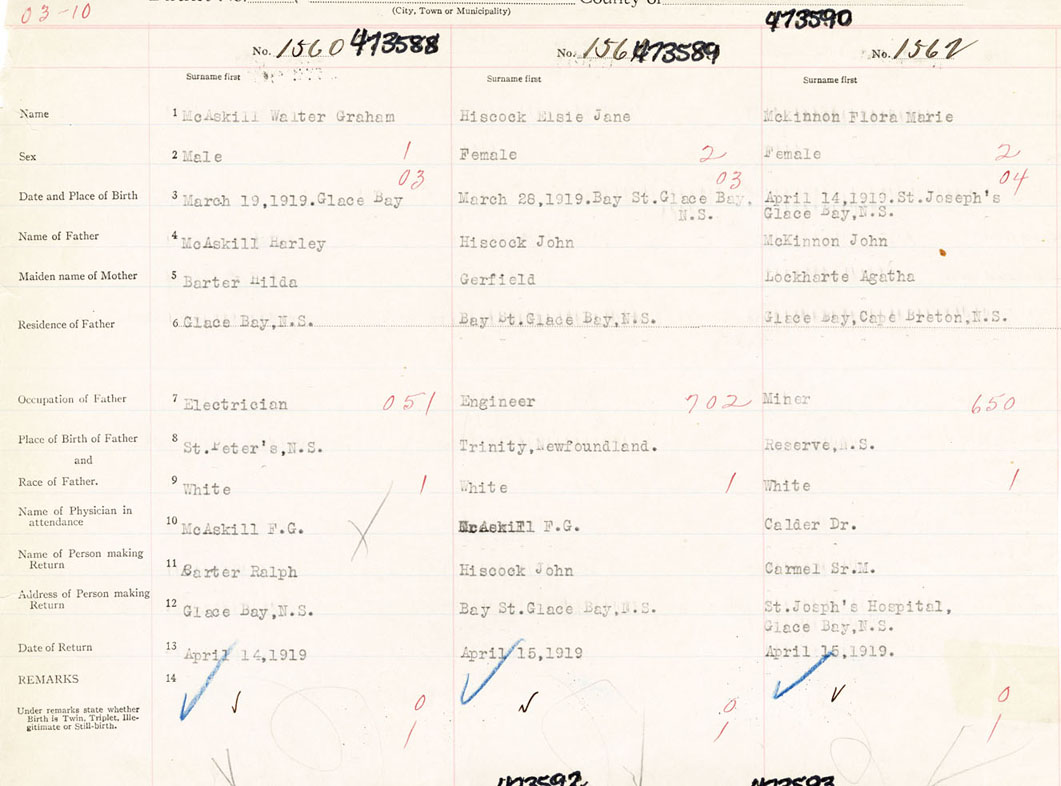 03-10
(City, Town or Municipality)
County of
473590
No. 1560 473588
No. 156 473589
No. 1562
Surname first
Surname first
Surname first
Name
1 McAskill Walter Graham
Hiscock Elsie Jane
McKinnon Flora Marie
Sex
2 Male 1
Female 2
Female 2
03
03
04
Date and Place of Birth
3 March 19,1919.Glace Bay
March 28,1919.Bay St.Glace Bay,
N.S.
April 14,1919.St.Joseph's
Glace Bay,N.S.
Name of Father
4 McAskill Harley
Hiscock John
McKinnon John
Maiden name of Mother
5 Barter Hilda
Gerfield
Lockharte Agatha
Residence of Father
6 Glace Bay,N.S.
Bay St.Glace Bay,N.S.
Glace Bay,Cape Breton,N.S.
Occupation of Father
7 Electrician 051
Engineer 702
Miner 650
Place of Birth of Father
8 St.Peter's,N.S.
Trinity,Newfoundland.
Reserve,N.S.
and
Race of Father.
9 White 1
White 1
White 1
Name of Physician in
attendance
10 McAskill F.G.
McAskill F.G.
Calder Dr.
Name of Person making
Return
11 Barter Ralph
Hiscock John
Carmel Sr.M.
Address of Person making
Return
12 Glace Bay,N.S.
Bay St.Glace Bay,N.S.
St.Josph's Hospital,
Glace Bay,N.S.
Date of Return
13 April 14,1919
April 15,1919
April 15,1919.
REMARKS
14
Under remarks state whether
Birth is Twin, Triplet, Ille-
gitimate or Still-birth.
0
1
0
1
0
1
473592
473593